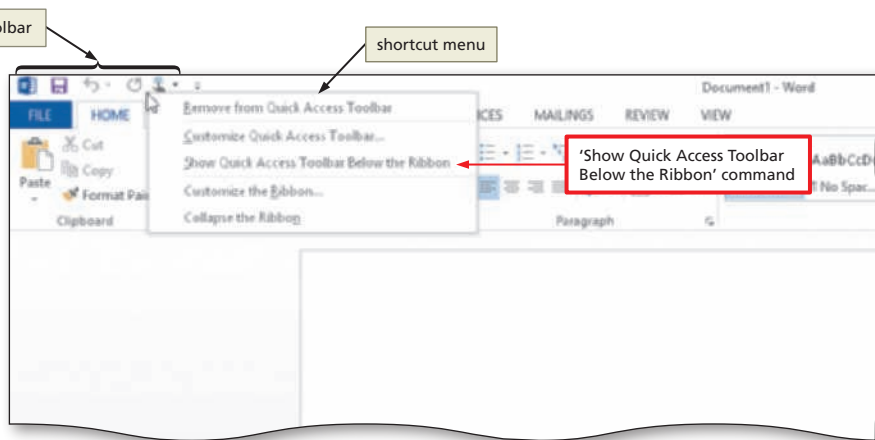 olbar
shortcut menu
Document1 - Word
FILE
HOME
ICES
MAILINGS
REVIEW
VIEW
Remove from Quick Access Toolbar
Customize Quick Access Toolbar...
Show Quick Access Toolbar Below the Ribbon
Customize the Ribbon...
Collapse the Ribbon
Cut
Copy
Format Pai
Paste
Clipboard
Paragraph
'Show Quick Access Toolbar
Below the Ribbon' command
AaBbCcD
No Spac...